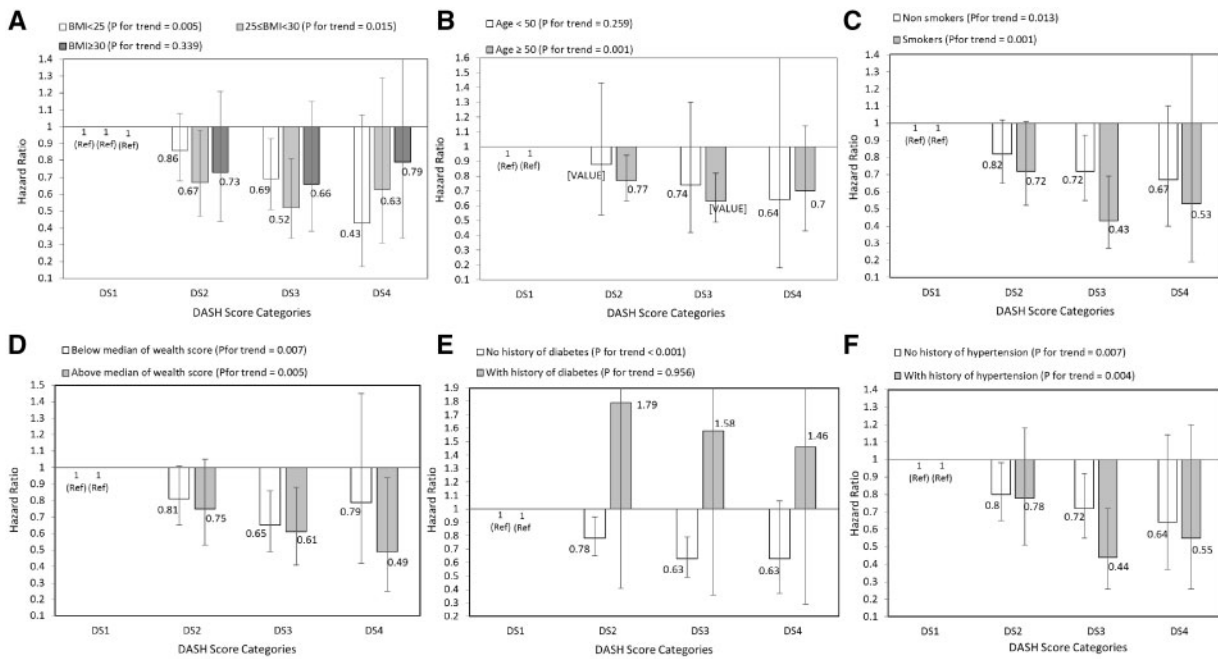 A
BMI<25 (P for trend = 0.005) 25≤BMI<30 (P for trend = 0.015)
BMI≥30 (P for trend = 0.339)
Hazard Ratio
1.4
1.3
1.2
1.1
1
0.9
0.8
0.7
0.6
0.5
0.4
0.3
0.2
0.1
1 1 1
(Ref) (Ref) (Ref)
0.86
0.67
0.73
0.69
0.52
0.66
0.43
0.63
0.79
DS1 DS2 DS3 DS4
DASH Score Categories
B
Age < 50 (P for trend = 0.259)
Age ≥ 50 (P for trend = 0.001)
Hazard Ratio
1.6
1.5
1.4
1.3
1.2
1.1
1
0.9
0.8
0.7
0.6
0.5
0.4
0.3
0.2
0.1
1 1
(Ref) (Ref)
[VALUE]
0.77
0.74
[VALUE]
0.64
0.7
DS1 DS2 DS3 DS4
DASH Score Categories
C
Non smokers (Pfor trend = 0.013)
Smokers (Pfor trend = 0.001)
Hazard Ratio
1.4
1.3
1.2
1.1
1
0.9
0.8
0.7
0.6
0.5
0.4
0.3
0.2
0.1
1 1
(Ref) (Ref)
0.82
0.72
0.72
0.43
0.67
0.53
DS1 DS2 DS3 DS4
DASH Score Categories
D
Below median of wealth score (Pfor trend = 0.007)
Above median of wealth score (Pfor trend = 0.005)
Hazard Ratio
1.5
1.4
1.3
1.2
1.1
1
0.9
0.8
0.7
0.6
0.5
0.4
0.3
0.2
0.1
1 1
(Ref) (Ref)
0.81
0.75
0.65
0.61
0.79
0.49
DS1 DS2 DS3 DS4
DASH Score Categories
E
No history of diabetes (P for trend < 0.001)
With history of diabetes (P for trend = 0.956)
Hazard Ratio
1.9
1.8
1.7
1.6
1.5
1.4
1.3
1.2
1.1
1
0.9
0.8
0.7
0.6
0.5
0.4
0.3
0.2
0.1
1 1
(Ref) (Ref
0.78
1.79
0.63
1.58
0.63
1.46
DS1 DS2 DS3 DS4
DASH Score Categories
F
No history of hypertension (P for trend = 0.007)
With history of hypertension (P for trend = 0.004)
Hazard Ratio
1.4
1.3
1.2
1.1
1
0.9
0.8
0.7
0.6
0.5
0.4
0.3
0.2
0.1
1 1
(Ref) (Ref)
0.8
0.78
0.72
0.44
0.64
0.55
DS1 DS2 DS3 DS4
DASH Score Categories